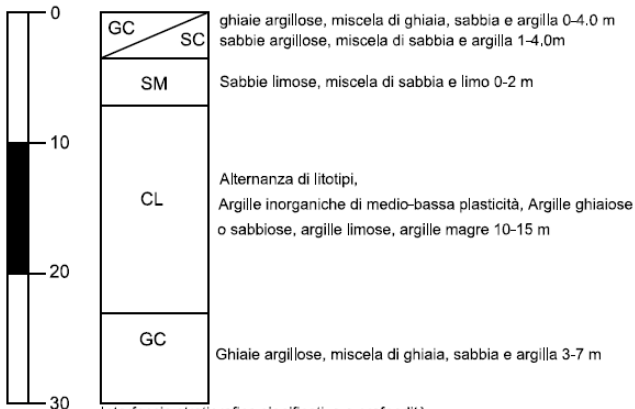 0
GC
SC
ghiaie argillose, miscela di ghiaia, sabbia e argilla 0-4.0 m
sabbie argillose, miscela di sabbia e argilla 1-4.0m
SM
Sabbie limose, miscela di sabbia e limo 0-2 m
10
CL
Alternanza di litotipi,
Argille inorganiche di medio-bassa plasticità, Argille ghiaiose
o sabbiose, argille limose, argille magre 10-15 m
20
GC
Ghiaie argillose, miscela di ghiaia, sabbia e argilla 3-7 m
30